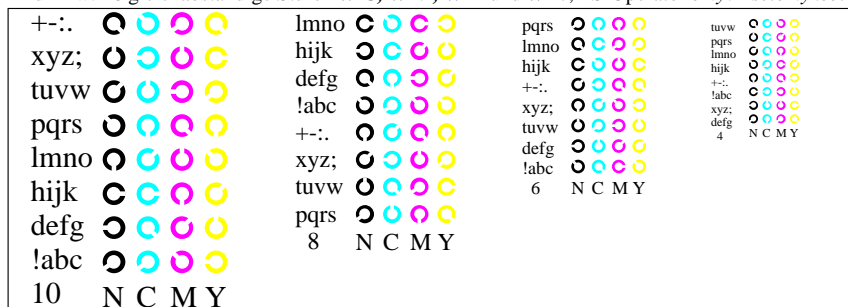 +-:.
xyz;
tuvw
pqrs
lmno
hijk
defg
!abc
10 N C M Y
lmno
hijk
defg
!abc
+-:.
xyz;
tuvw
pqrs
8 N C M Y
pqrs
lmno
hijk
+-:.
xyz;
tuvw
defg
!abc
6 N C M Y
tuvw
pqrs
lmno
hijk
+-:.
!abc
xyz;
defg
4 N C M Y